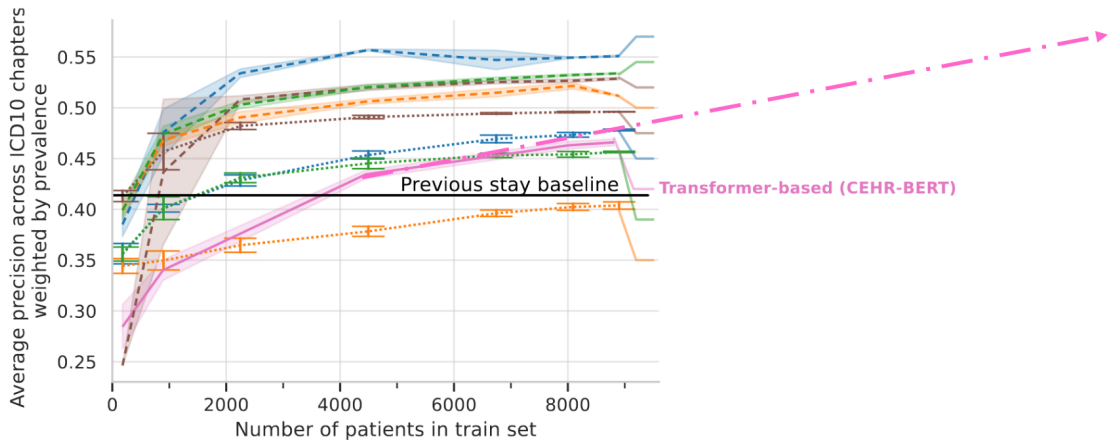 Average precision across ICD10 chapters
weighted by prevalence
0.55
0.50
0.45
0.40
0.35
0.30
0.25
Previous stay baseline
Transformer-based (CEHR-BERT)
0 2000 4000 6000 8000
Number of patients in train set